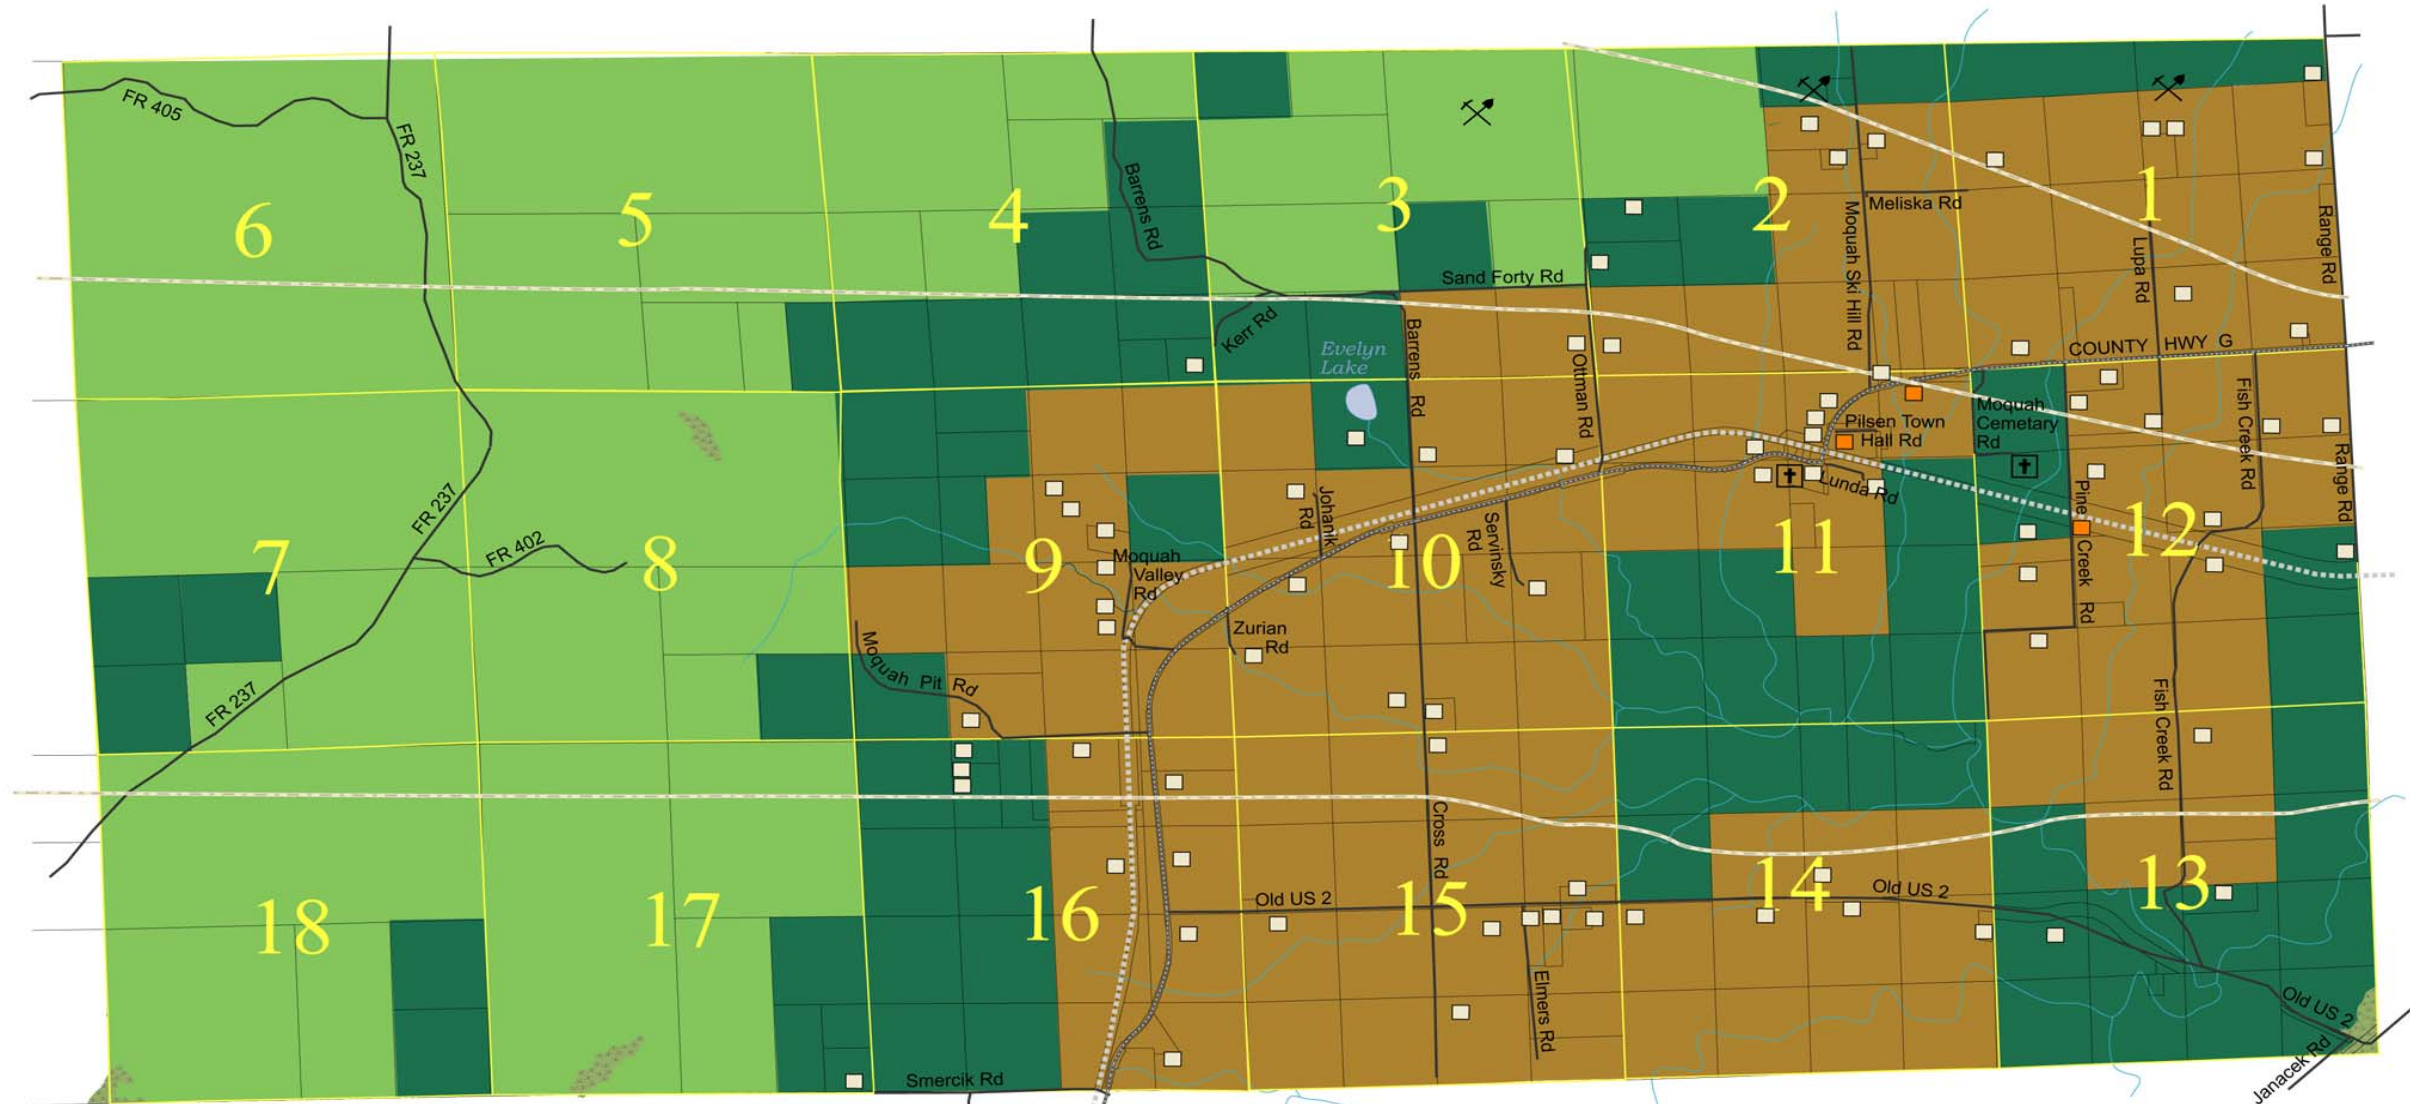 FR 405
FR 237
6
5
4
Barrens Rd
3
2
Meliska Rd
Moquah Ski Hill Rd
1
Lupa Rd
Range Rd
Sand Forty Rd
Kerr Rd
Evelyn
Lake
Barrens Rd
Ottman Rd
COUNTY HWY G
Pilsen Town
Hall Rd
Moquah
Cemetary
Rd
Fish Creek Rd
Range Rd
Lunda Rd
FR 237
FR 402
7
8
9
Moquah
Valley
Rd
Johanik
Rd
10
Servinsky
Rd
11
Pine Creek Rd
12
Zurian
Rd
FR 237
Moquah Pit Rd
Fish Creek Rd
Cross Rd
18
17
16
Old US 2
15
14
Old US 2
13
Elmers Rd
Smercik Rd
Old US 2
Janacek Rd